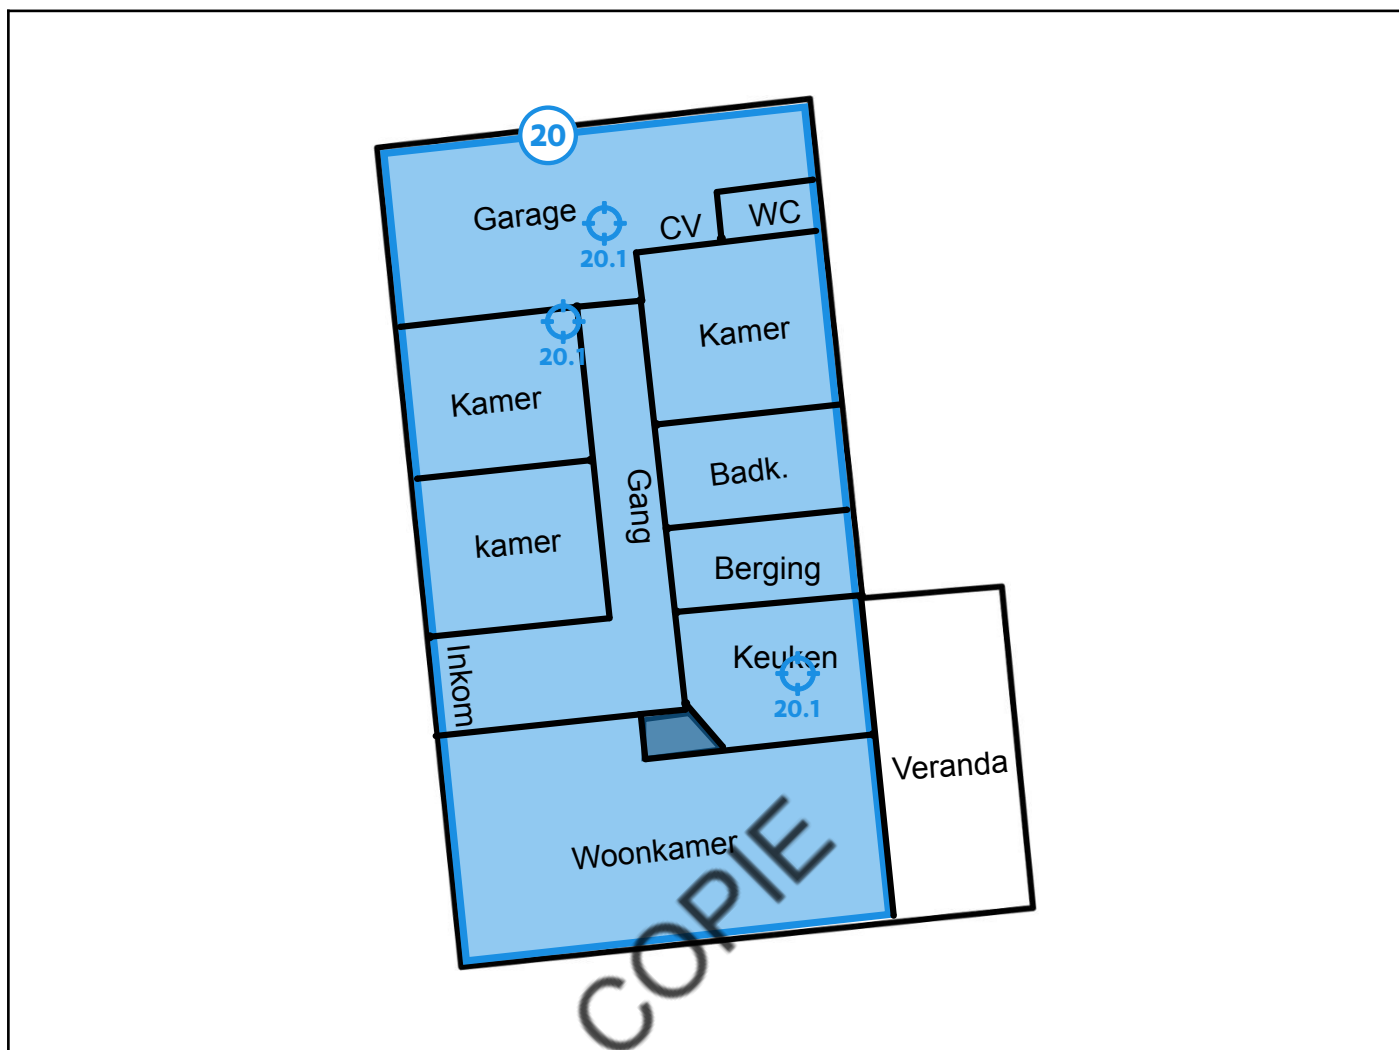 20
Garage
20.1
CV
WC
20.1
Kamer
Kamer
Gang
Badk.
kamer
Berging
Inkom
Keuken
20.1
Veranda
Woonkamer
COPIE